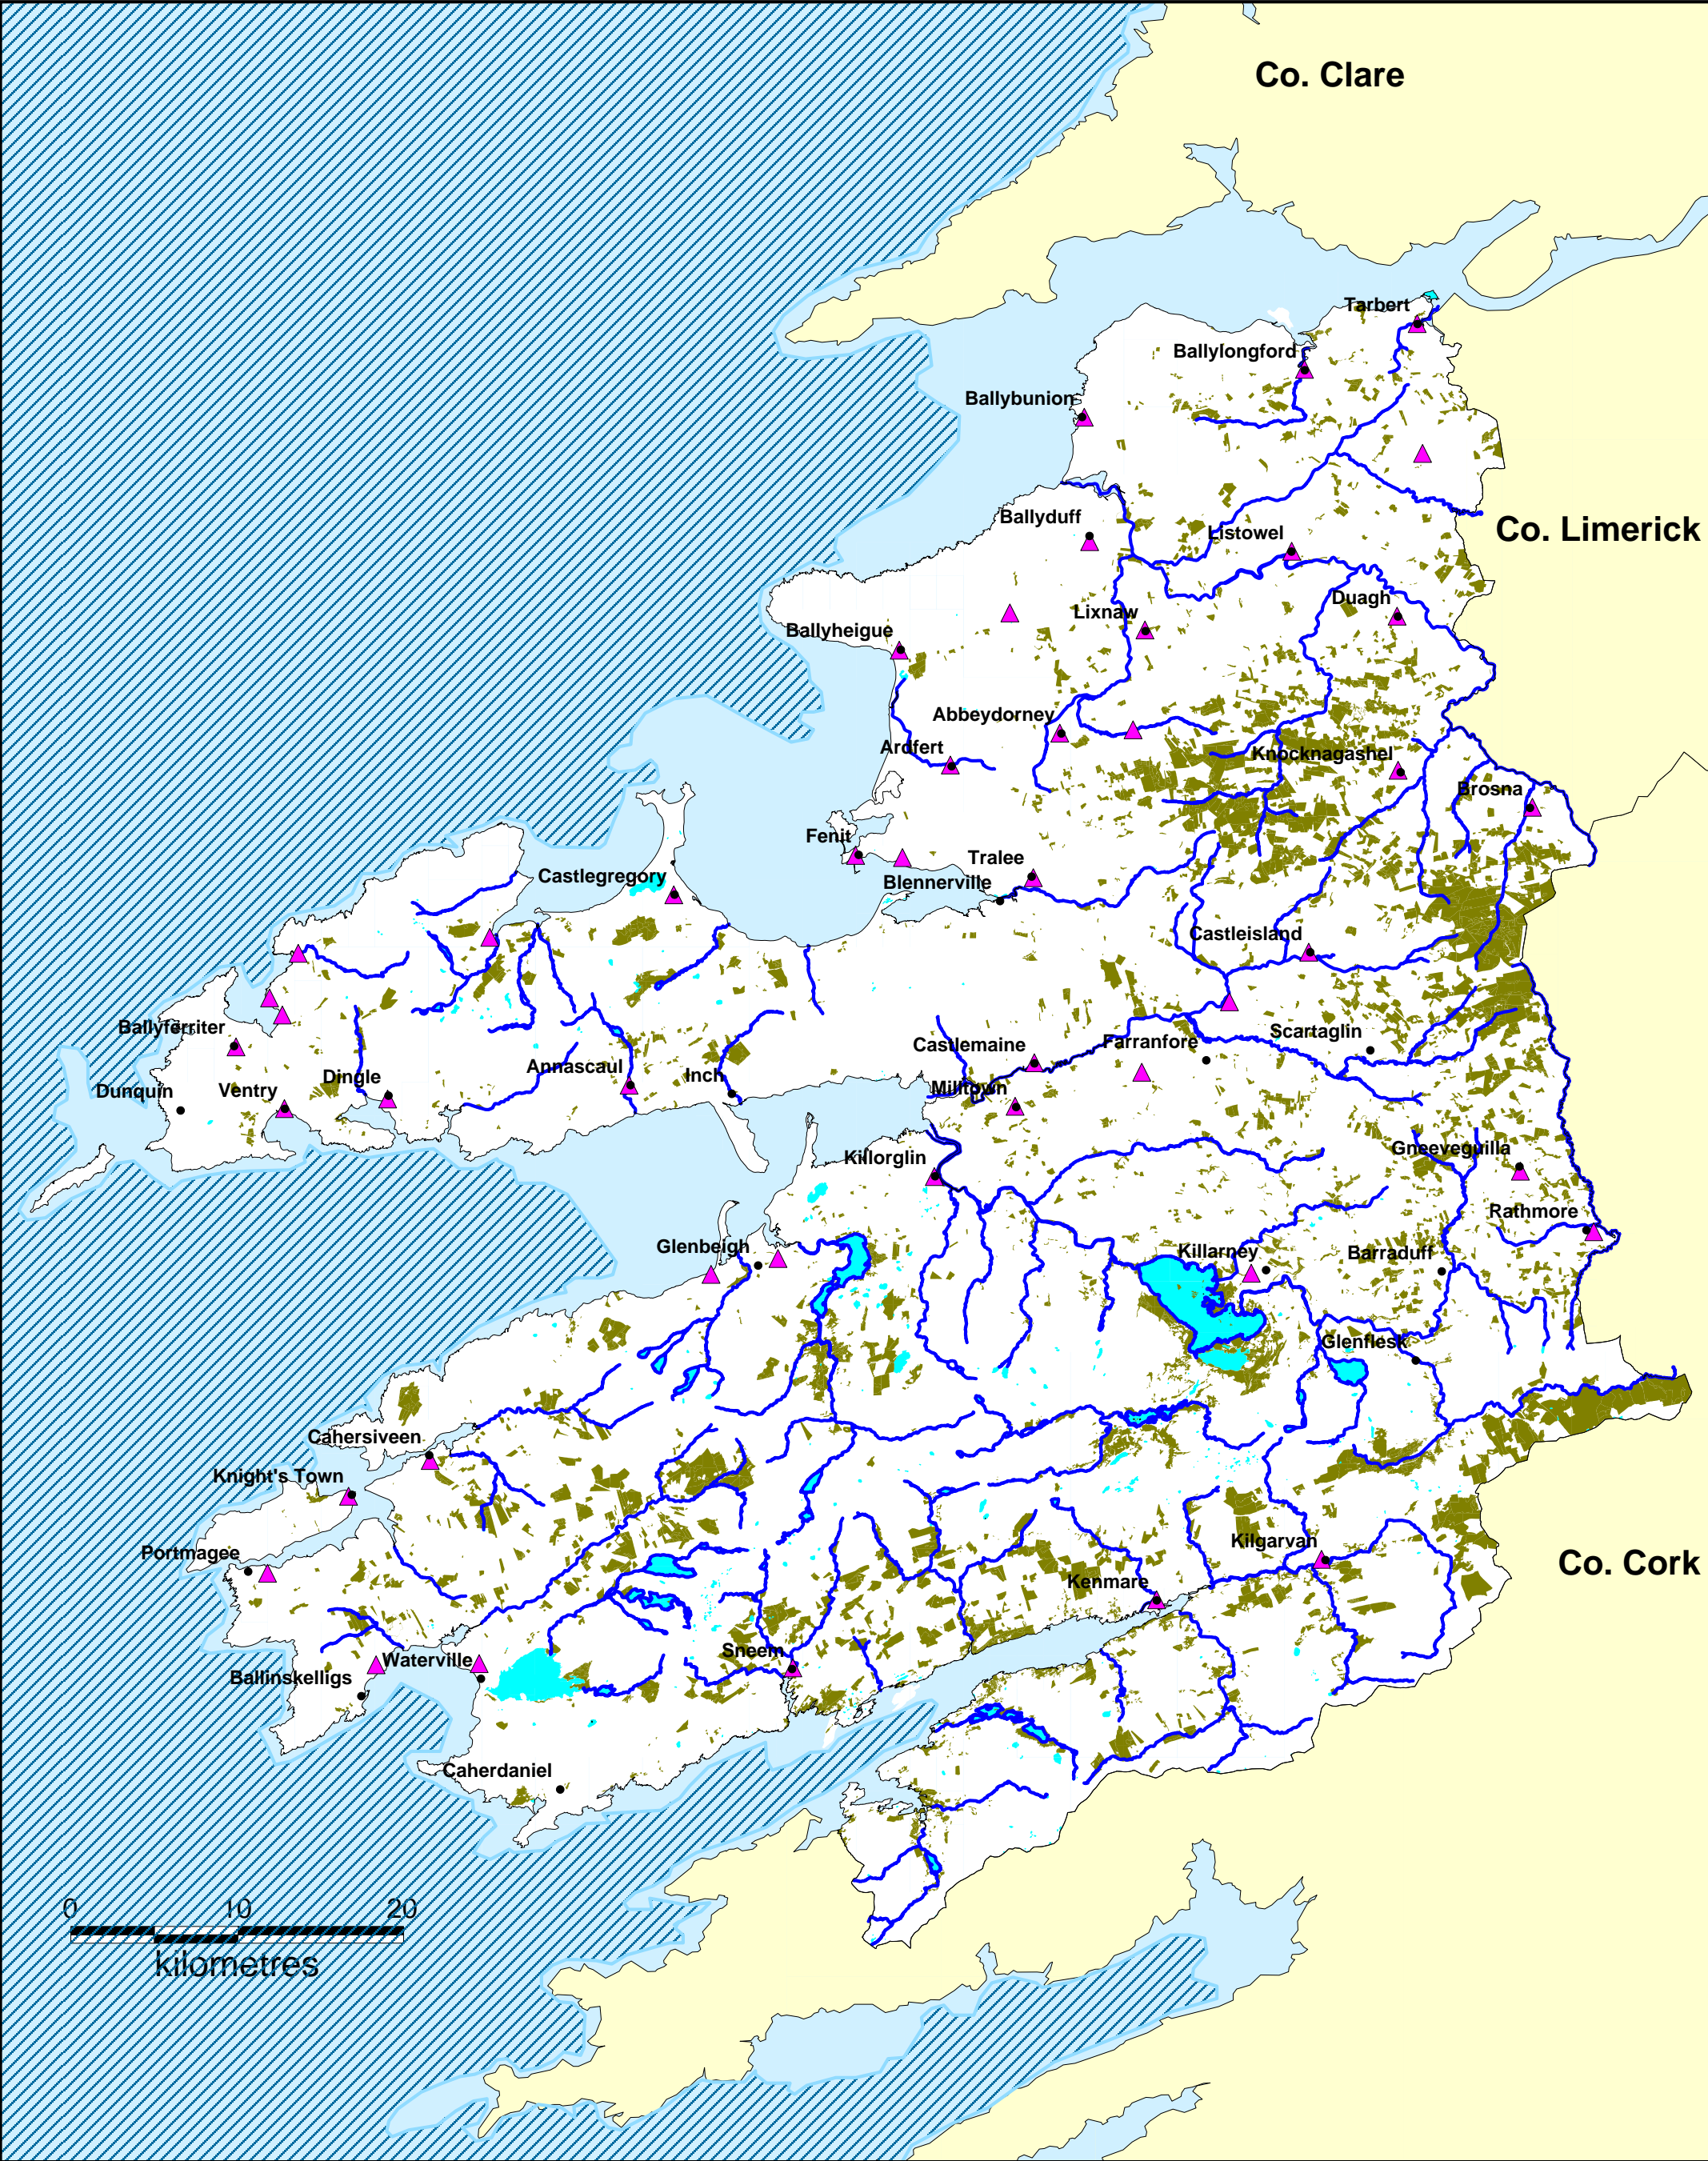 Co. Clare
Tarbert
Ballylongford
Ballybunion
Ballyduff
Listowel
Co. Limerick
Duagh
Lixnaw
Ballyheigue
Abbeydorney
Ardfert
Knocknagashel
Brosna
Fenit
Tralee
Castlegregory
Blennerville
Castleisland
Ballyferriter
Scartaglin
Farranfore
Castlemaine
Annascaul
Inch
Dingle
Ventry
Dunquin
Milltown
Gneeveguilla
Killorglin
Rathmore
Glenbeigh
Killarney
Barraduff
Glenflesk
Cahersiveen
Knight's Town
Portmagee
Kilgarvan
Co. Cork
Kenmare
Sneem
Waterville
Ballinskelligs
Caherdaniel
0 10 20
kilometres